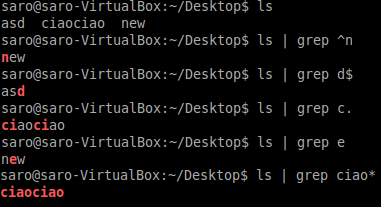 saro@saro-VirtualBox:~/Desktop$ ls
asd  ciaociao  new
saro@saro-VirtualBox:~/Desktop$ ls | grep ^n
new
saro@saro-VirtualBox:~/Desktop$ ls | grep d$
asd
saro@saro-VirtualBox:~/Desktop$ ls | grep c.
ciaociao
saro@saro-VirtualBox:~/Desktop$ ls | grep e
new
saro@saro-VirtualBox:~/Desktop$ ls | grep ciao*
ciaociao